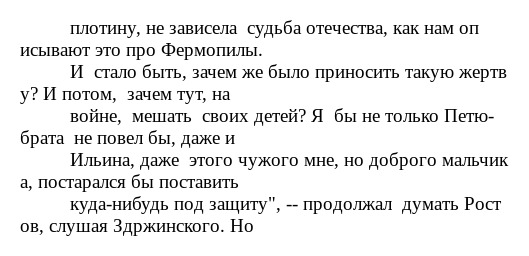 плотину, не зависела  судьба отечества, как нам оп
исывают это про Фермопилы.
И  стало быть, зачем же было приносить такую жертв
у? И потом,  зачем тут, на
войне,  мешать  своих детей? Я  бы не только Петю-
брата  не повел бы, даже и
Ильина, даже  этого чужого мне, но доброго мальчик
а, постарался бы поставить
куда-нибудь под защиту", -- продолжал  думать Рост
ов, слушая Здржинского. Но